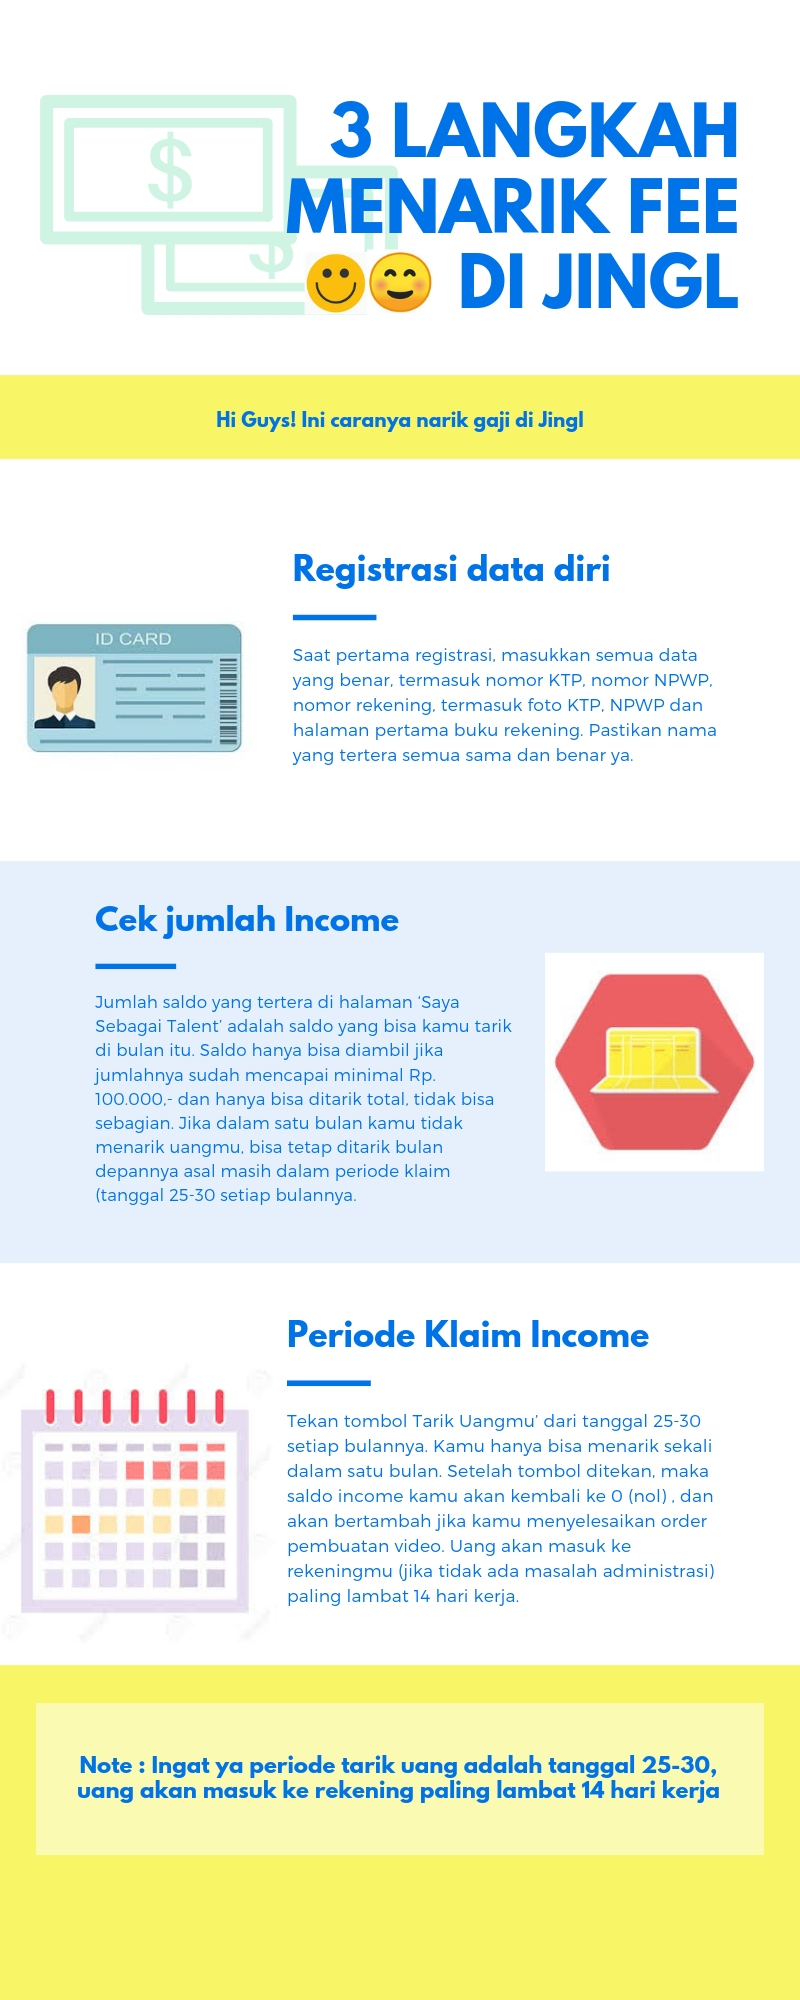 3 LANGKAH
MENARIK FEE
DI JINGL
$
$
Hi Guys! Ini caranya narik gaji di Jingl
Registrasi data diri
ID CARD
Saat pertama registrasi, masukkan semua data
yang benar, termasuk nomor KTP, nomor NPWP,
nomor rekening, termasuk foto KTP, NPWP dan
halaman pertama buku rekening. Pastikan nama
yang tertera semua sama dan benar ya.
Cek jumlah Income
Jumlah saldo yang tertera di halaman ‘Saya
Sebagai Talent’ adalah saldo yang bisa kamu tarik
di bulan itu. Saldo hanya bisa diambil jika
jumlahnya sudah mencapai minimal Rp.
100.000,- dan hanya bisa ditarik total, tidak bisa
sebagian. Jika dalam satu bulan kamu tidak
menarik uangmu, bisa tetap ditarik bulan
depannya asal masih dalam periode klaim
(tanggal 25-30 setiap bulannya.
Periode Klaim Income
Tekan tombol Tarik Uangmu’ dari tanggal 25-30
setiap bulannya. Kamu hanya bisa menarik sekali
dalam satu bulan. Setelah tombol ditekan, maka
saldo income kamu akan kembali ke 0 (nol) , dan
akan bertambah jika kamu menyelesaikan order
pembuatan video. Uang akan masuk ke
rekeningmu (jika tidak ada masalah administrasi)
paling lambat 14 hari kerja.
Note : Ingat ya periode tarik uang adalah tanggal 25-30,
uang akan masuk ke rekening paling lambat 14 hari kerja